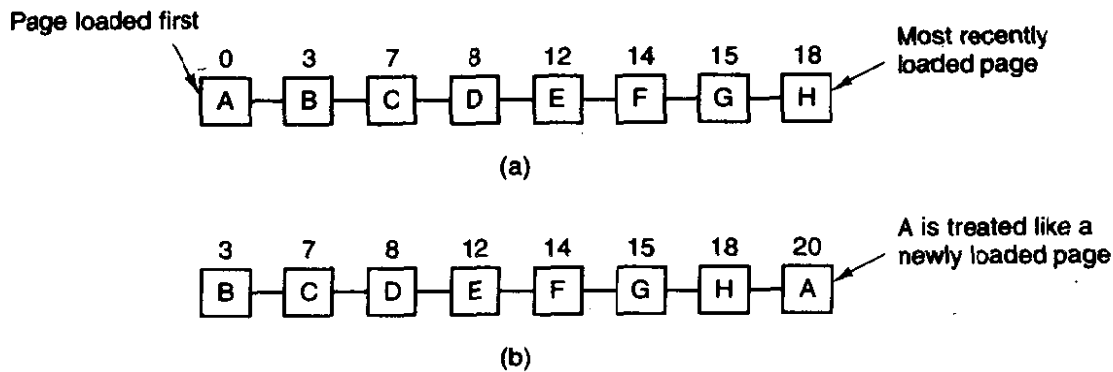 Page loaded first
0 3 7 8 12 14 15 18
Most recently
loaded page
A B C D E F G H
(a)
3 7 8 12 14 15 18 20
A is treated like a
newly loaded page
B C D E F G H A
(b)